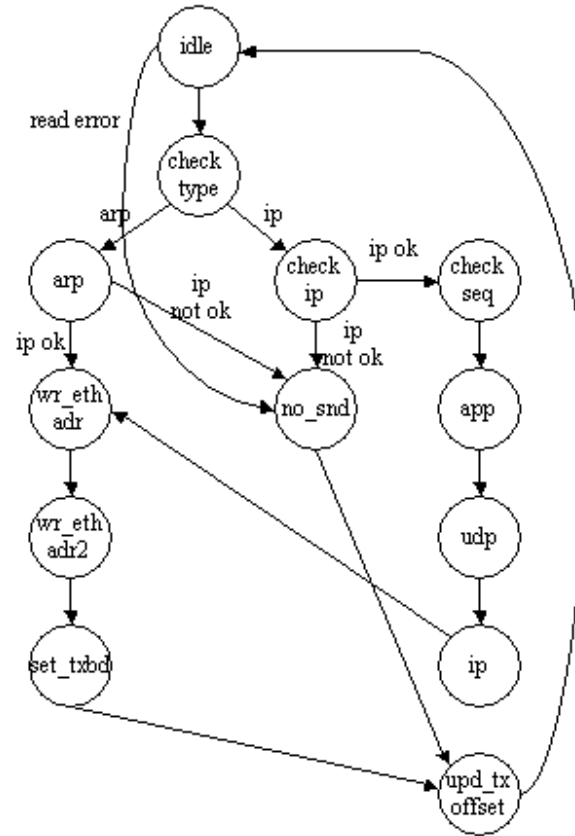 idle
read error
check
type
arp
ip
arp
ip
not ok
check
ip
ip ok
check
seq
ip ok
ip
not ok
wr_eth
adr
no_snd
app
wr_eth
adr2
udp
set_txbd
ip
upd_tx
offset